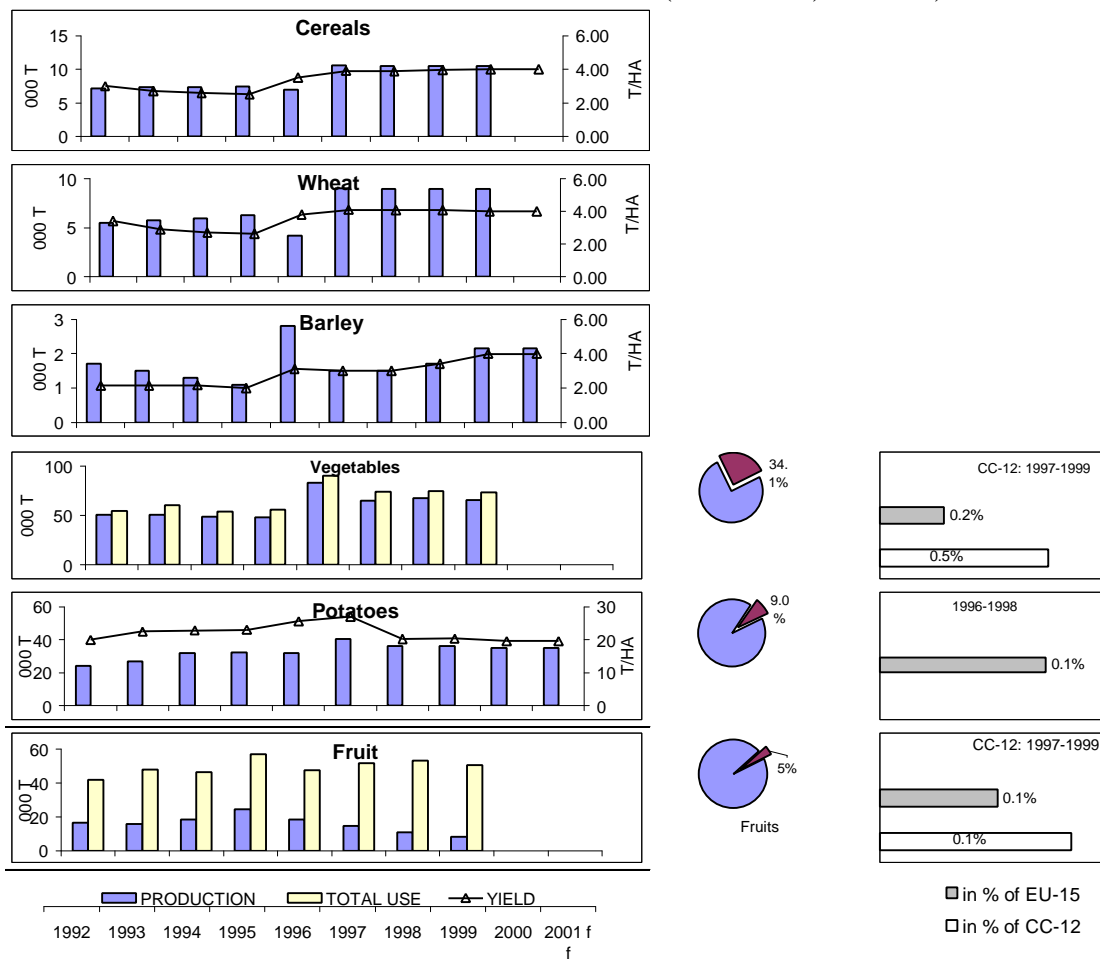 Cereals
15
10
5
0
000 T
6.00
4.00
2.00
0.00
T/HA
Wheat
10
5
0
000 T
6.00
4.00
2.00
0.00
T/HA
Barley
3
2
1
0
000 T
6.00
4.00
2.00
0.00
T/HA
Vegetables
100
50
0
000 T
34.
1%
CC-12: 1997-1999
0.2%
0.5%
Potatoes
60
40
20
0
000 T
30
20
10
0
T/HA
9.0
%
1996-1998
0.1%
Fruit
60
40
20
0
000 T
5%
Fruits
CC-12: 1997-1999
0.1%
0.1%
PRODUCTION TOTAL USE YIELD
1992 1993 1994 1995 1996 1997 1998 1999 2000 2001 f
f
in % of EU-15
in % of CC-12